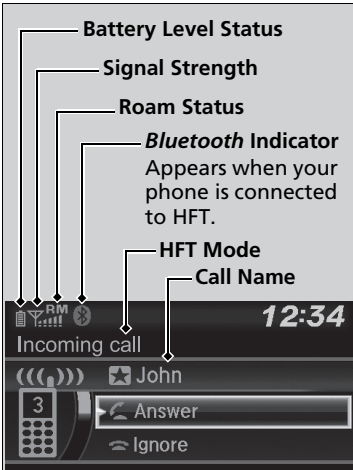 Battery Level Status
Signal Strength
Roam Status
Bluetooth Indicator
Appears when your
phone is connected
to HFT.
HFT Mode
Call Name
RM
12:34
Incoming call
John
3
Answer
Ignore